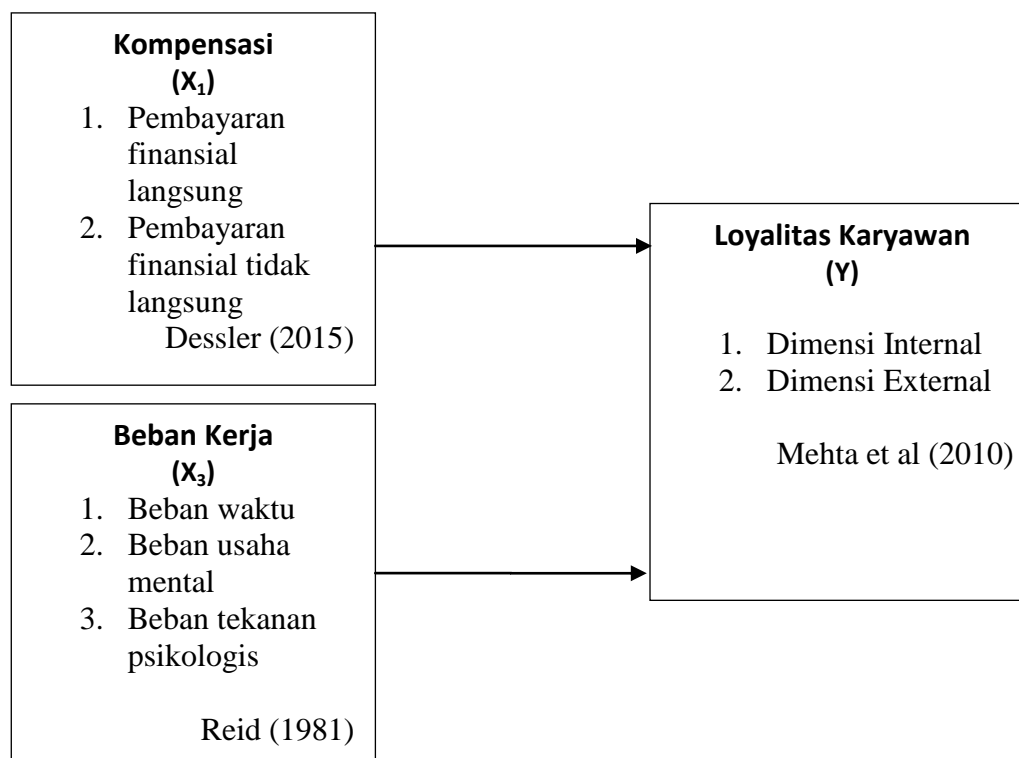 Kompensasi
(X₁)
1. Pembayaran
finansial
langsung
2. Pembayaran
finansial tidak
langsung
Dessler (2015)
Beban Kerja
(X₃)
1. Beban waktu
2. Beban usaha
mental
3. Beban tekanan
psikologis
Reid (1981)
Loyalitas Karyawan
(Y)
1. Dimensi Internal
2. Dimensi External
Mehta et al (2010)